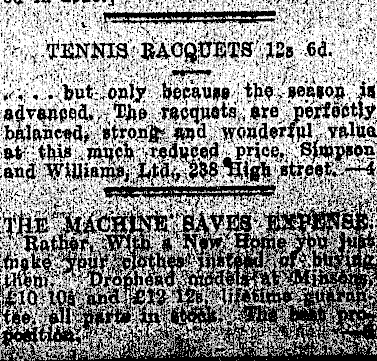 TENNIS RACQUETS 12s 6d.
.... but only because the season is
advanced. The racquets are perfectly
balanced, strong and wonderful value
at this much reduced price. Simpson
and Williams, Ltd., 238 High street. —4
THE MACHINE SAVES EXPENSE.
Rather. With a New Home you just
make your clothes instead of buying
them. Drophead models at Minsons,
£10 10s and £12 12s, lifetime guaran-
tee, all parts in stock. The best pro-
position.